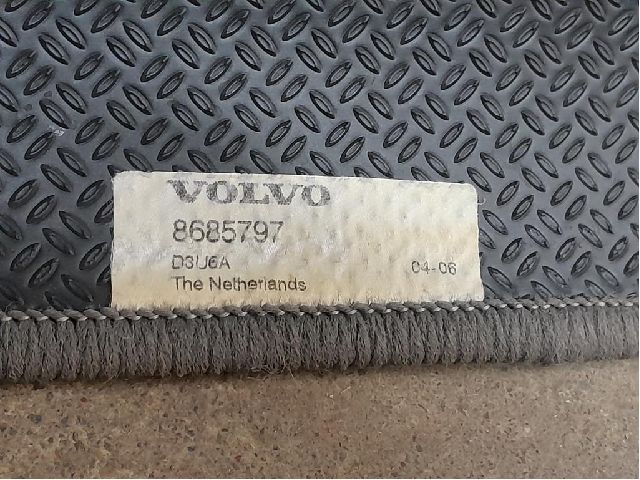 VOLVO
8685797
D3U6A 04-06
The Netherlands